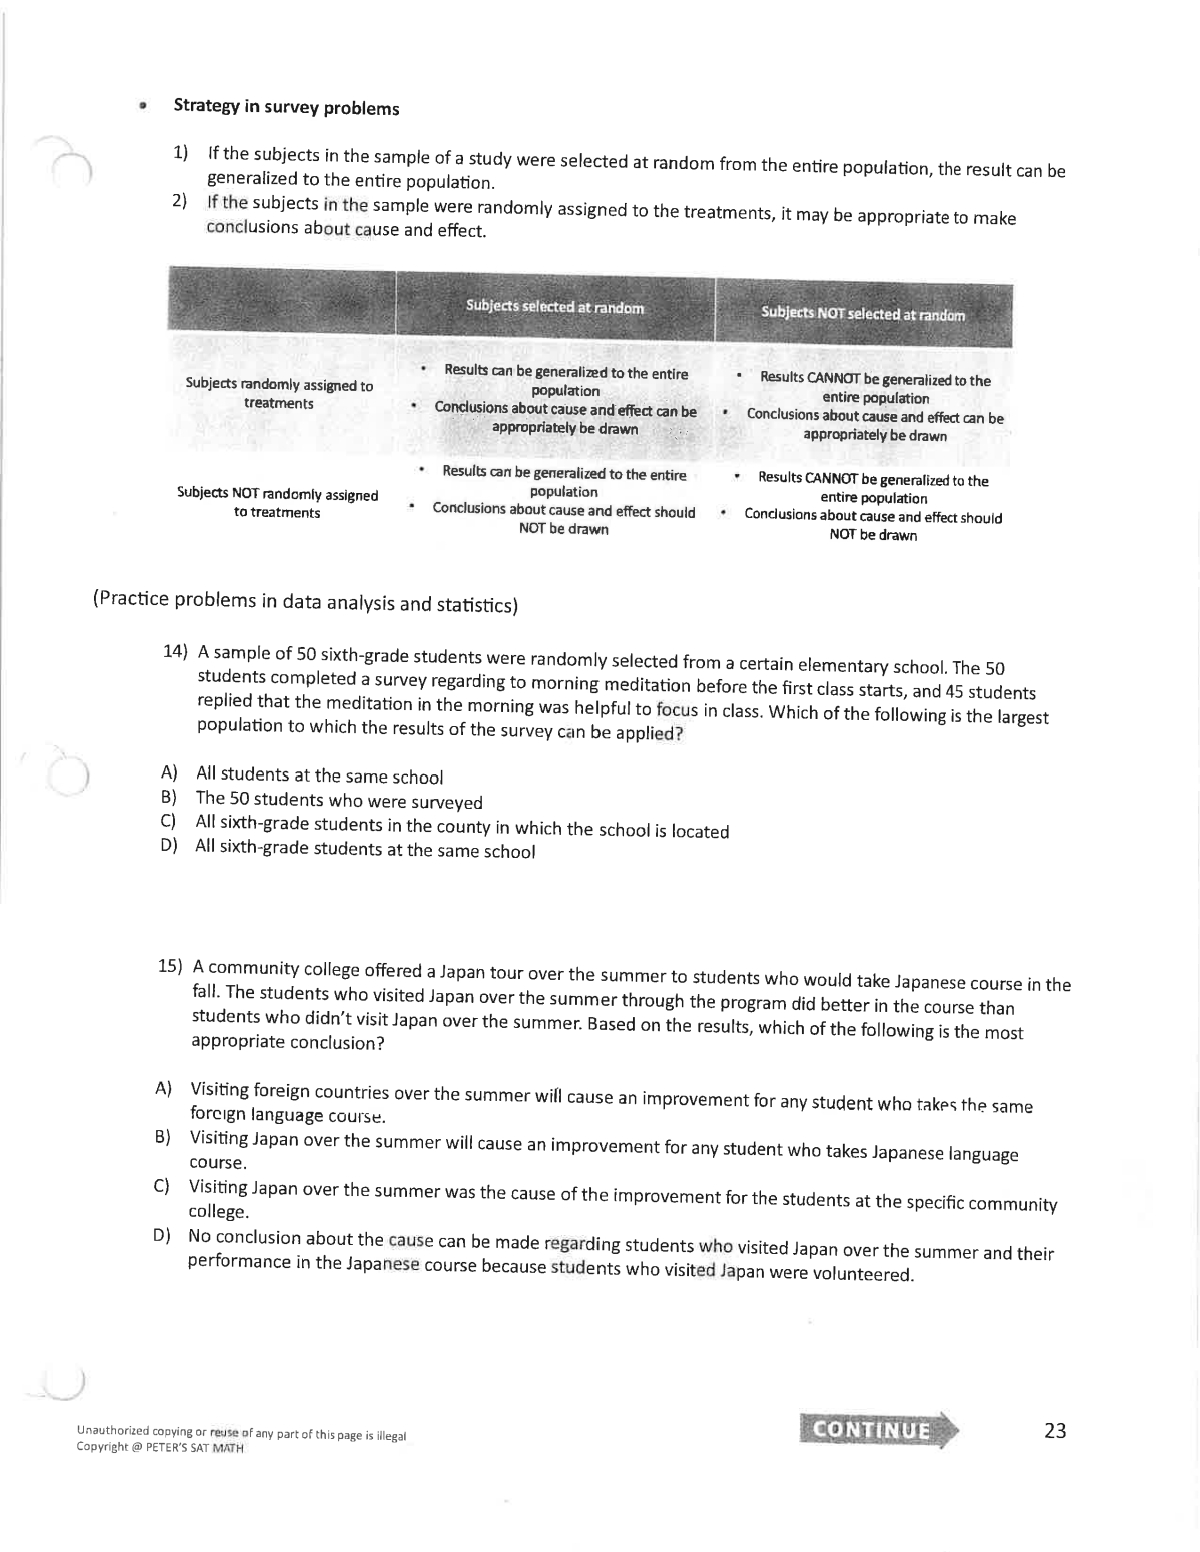 • Strategy in survey problems
1) If the subjects in the sample of a study were selected at random from the entire population, the result can be
generalized to the entire population.
2) If the subjects in the sample were randomly assigned to the treatments, it may be appropriate to make
conclusions about cause and effect.
Subjects selected at random
Subjects NOT selected at random
Subjects randomly assigned to
treatments
• Results can be generalized to the entire
population
• Conclusions about cause and effect can be
appropriately be drawn
• Results CANNOT be generalized to the
entire population
• Conclusions about cause and effect can be
appropriately be drawn
Subjects NOT randomly assigned
to treatments
• Results can be generalized to the entire
population
• Conclusions about cause and effect should
NOT be drawn
• Results CANNOT be generalized to the
entire population
• Conclusions about cause and effect should
NOT be drawn
(Practice problems in data analysis and statistics)
14) A sample of 50 sixth-grade students were randomly selected from a certain elementary school. The 50
students completed a survey regarding to morning meditation before the first class starts, and 45 students
replied that the meditation in the morning was helpful to focus in class. Which of the following is the largest
population to which the results of the survey can be applied?
A) All students at the same school
B) The 50 students who were surveyed
C) All sixth-grade students in the county in which the school is located
D) All sixth-grade students at the same school
15) A community college offered a Japan tour over the summer to students who would take Japanese course in the
fall. The students who visited Japan over the summer through the program did better in the course than
students who didn't visit Japan over the summer. Based on the results, which of the following is the most
appropriate conclusion?
A) Visiting foreign countries over the summer will cause an improvement for any student who takes the same
foreign language course.
B) Visiting Japan over the summer will cause an improvement for any student who takes Japanese language
course.
C) Visiting Japan over the summer was the cause of the improvement for the students at the specific community
college.
D) No conclusion about the cause can be made regarding students who visited Japan over the summer and their
performance in the Japanese course because students who visited Japan were volunteered.
Unauthorized copying or reuse of any part of this page is illegal
Copyright @ PETER'S SAT MATH
CONTINUE
23